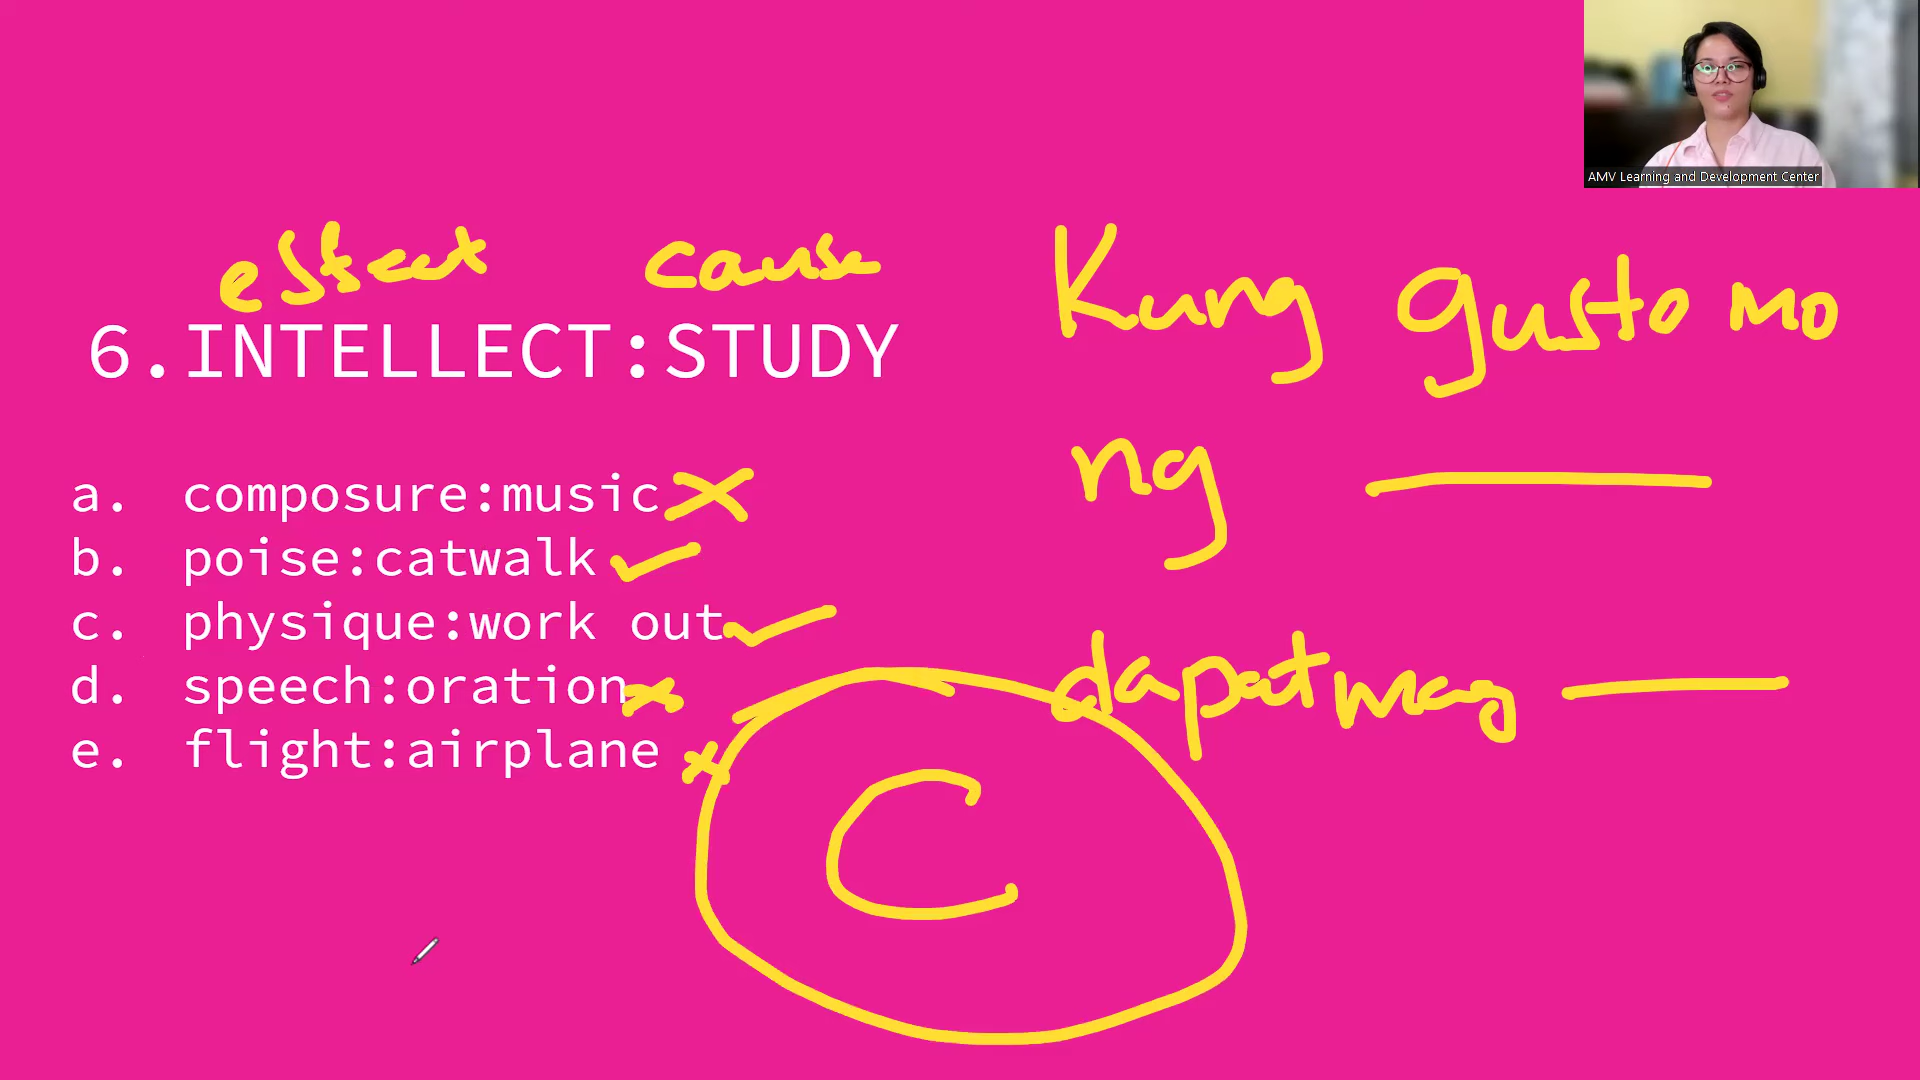 AMV Learning and Development Center
effect cause
6.INTELLECT:STUDY
a. composure:music
b. poise:catwalk
c. physique:work out
d. speech:oration
e. flight:airplane
Kung gusto mo
ng
dapat mag
C